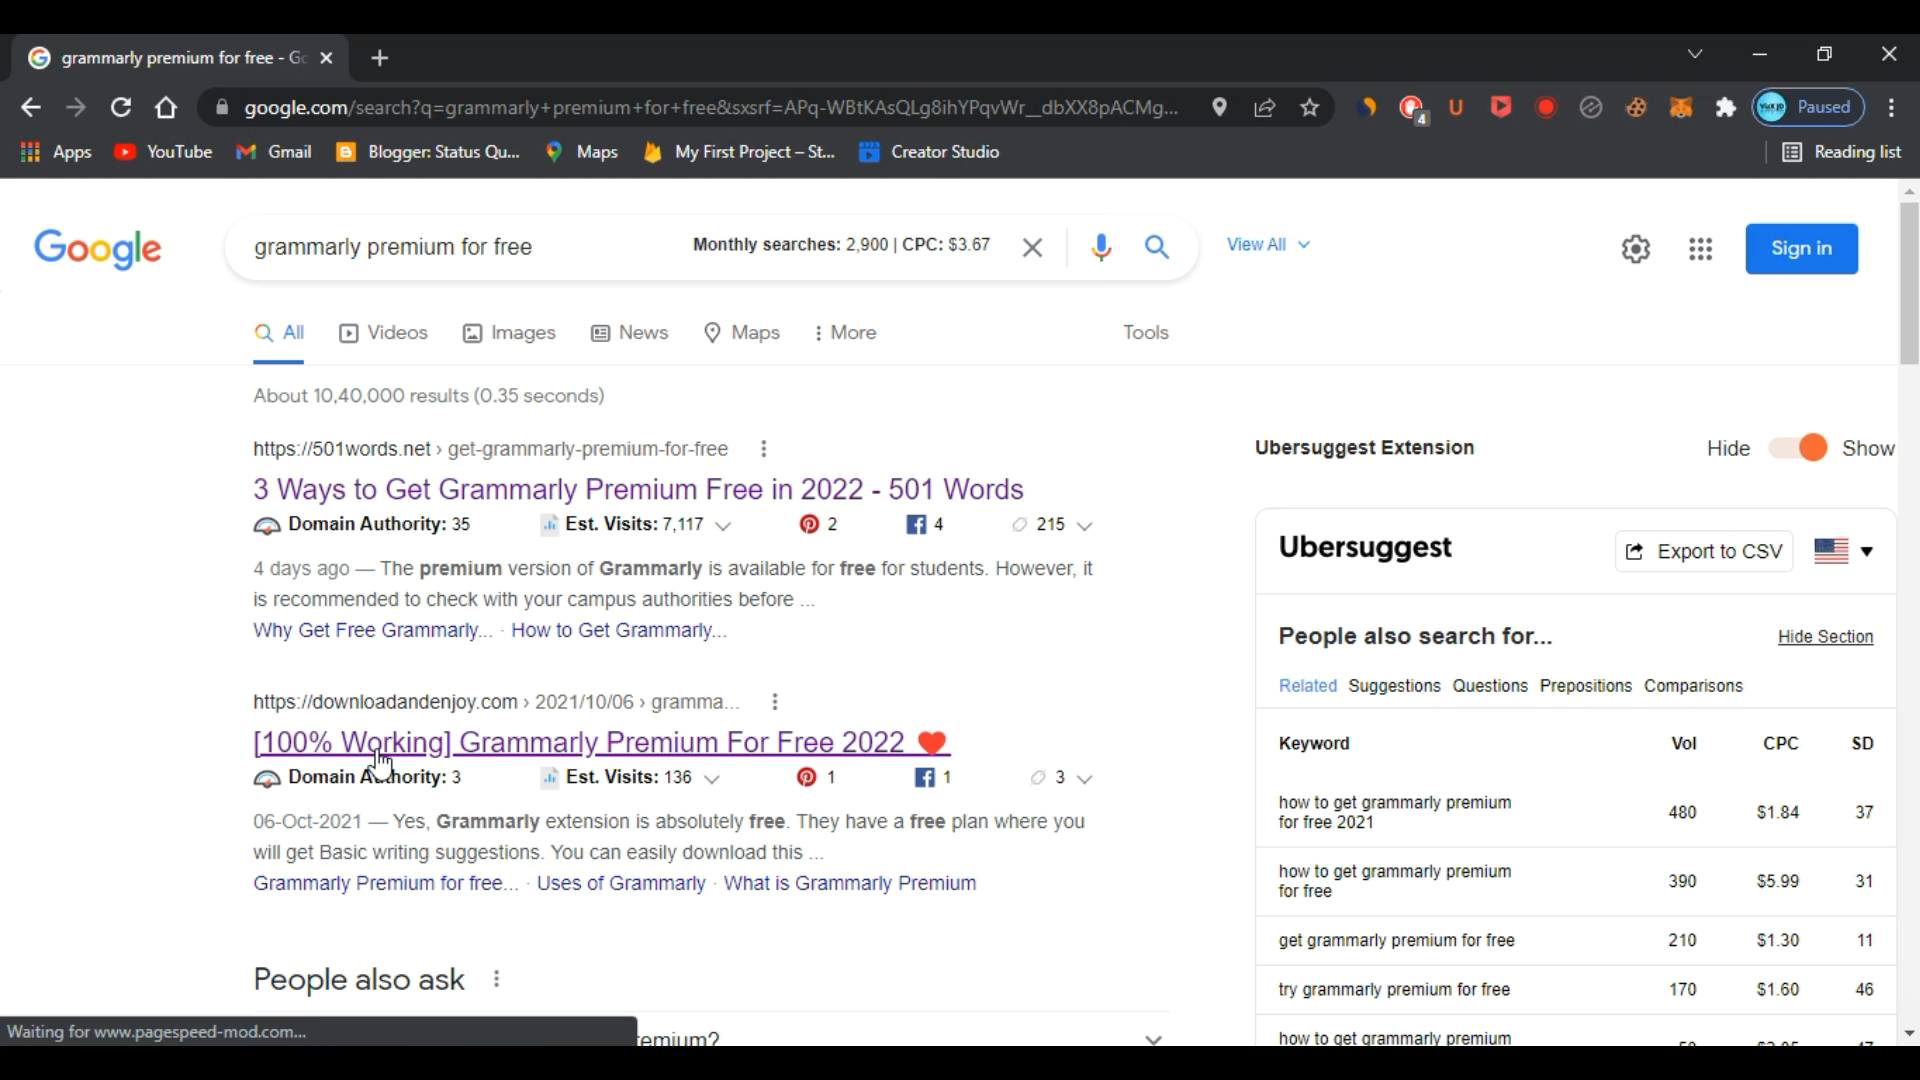 grammarly premium for free - Go
google.com/search?q=grammarly+premium+for+free&sxsrf=APq-WBtKAsQLg8ihYPqvWr__dbXX8pACMg...
4
Paused
Apps
YouTube
Gmail
Blogger: Status Qu...
Maps
My First Project – St...
Creator Studio
Reading list
Google
grammarly premium for free
Monthly searches: 2,900 | CPC: $3.67
View All
Sign in
All
Videos
Images
News
Maps
More
Tools
About 10,40,000 results (0.35 seconds)
https://501words.net › get-grammarly-premium-for-free
3 Ways to Get Grammarly Premium Free in 2022 - 501 Words
Domain Authority: 35 Est. Visits: 7,117 2 4 215
4 days ago — The premium version of Grammarly is available for free for students. However, it
is recommended to check with your campus authorities before ...
Why Get Free Grammarly... · How to Get Grammarly...
https://downloadandenjoy.com › 2021/10/06 › gramma...
[100% Working] Grammarly Premium For Free 2022
Domain Authority: 3 Est. Visits: 136 1 1 3
06-Oct-2021 — Yes, Grammarly extension is absolutely free. They have a free plan where you
will get Basic writing suggestions. You can easily download this ...
Grammarly Premium for free... · Uses of Grammarly · What is Grammarly Premium
People also ask
emium?
Waiting for www.pagespeed-mod.com...
Ubersuggest Extension
Hide Show
Ubersuggest
Export to CSV
People also search for...
Hide Section
Related Suggestions Questions Prepositions Comparisons
Keyword Vol CPC SD
how to get grammarly premium
for free 2021
480 $1.84 37
how to get grammarly premium
for free
390 $5.99 31
get grammarly premium for free 210 $1.30 11
try grammarly premium for free 170 $1.60 46
how to get grammarly premium